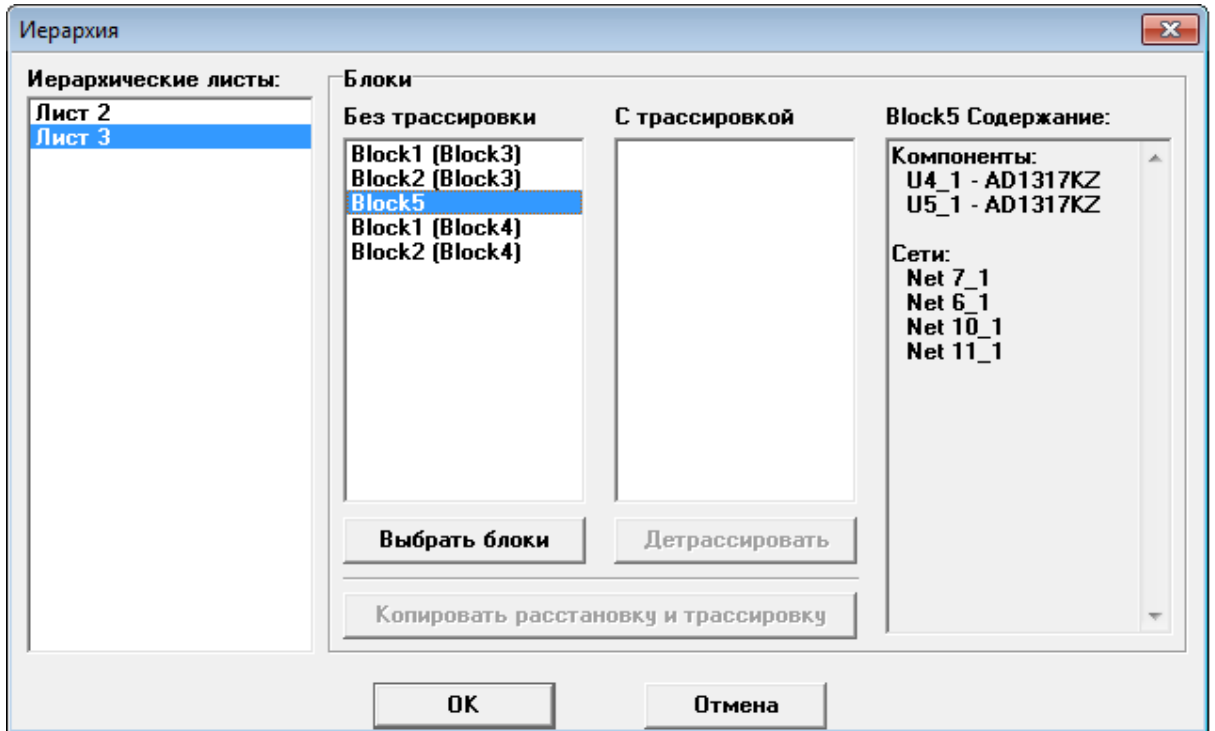 Иерархия
Иерархические листы:
Лист 2
Лист 3
Блоки
Без трассировки
Block1 (Block3)
Block2 (Block3)
Block5
Block1 (Block4)
Block2 (Block4)
Выбрать блоки
С трассировкой
Детрассировать
Копировать расстановку и трассировку
Block5 Содержание:
Компоненты:
U4_1 - AD1317KZ
U5_1 - AD1317KZ
Сети:
Net 7_1
Net 6_1
Net 10_1
Net 11_1
OK
Отмена